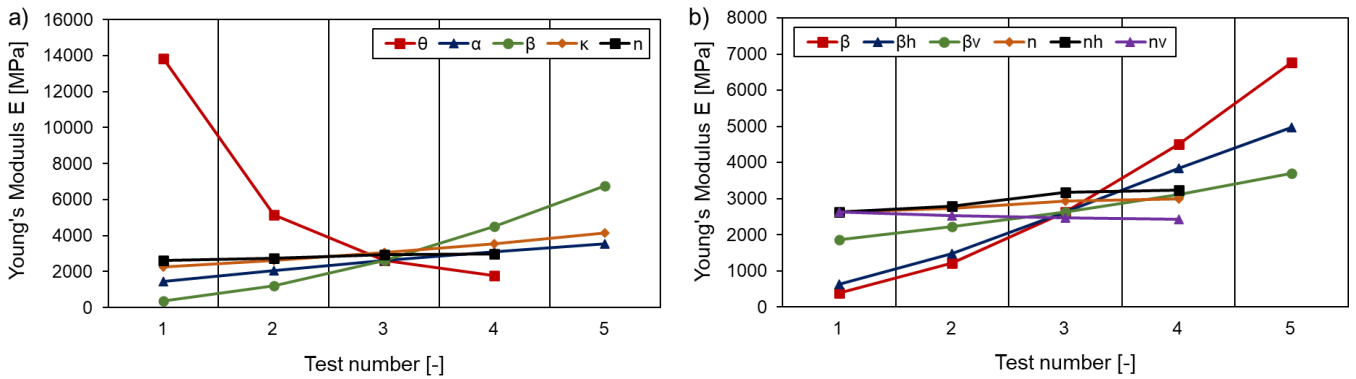 a)
Young's Moduuls E [MPa]
16000
14000
12000
10000
8000
6000
4000
2000
0
θ α β κ n
1 2 3 4 5
Test number [-]
b)
Young's Modulus E [MPa]
8000
7000
6000
5000
4000
3000
2000
1000
0
β βh βv n nh nv
1 2 3 4 5
Test number [-]